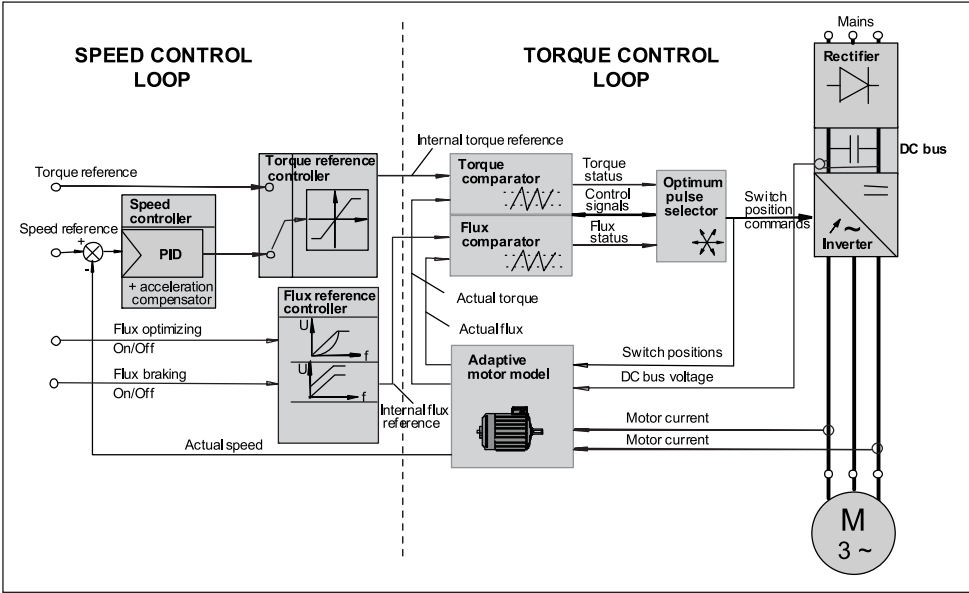 SPEED CONTROL
LOOP
TORQUE CONTROL
LOOP
Mains
Rectifier
DC bus
Inverter
~
Torque reference
Speed reference
+
-
Speed
controller
PID
+ acceleration
compensator
Torque reference
controller
Internal torque reference
Flux reference
controller
U
f
U
f
Flux optimizing
On/Off
Flux braking
On/Off
Internal flux
reference
Actual speed
Torque
comparator
Flux
comparator
Torque
status
Control
signals
Flux
status
Optimum
pulse
selector
Switch
position
commands
Actual torque
Actual flux
Adaptive
motor model
Switch positions
DC bus voltage
Motor current
Motor current
M
3 ~